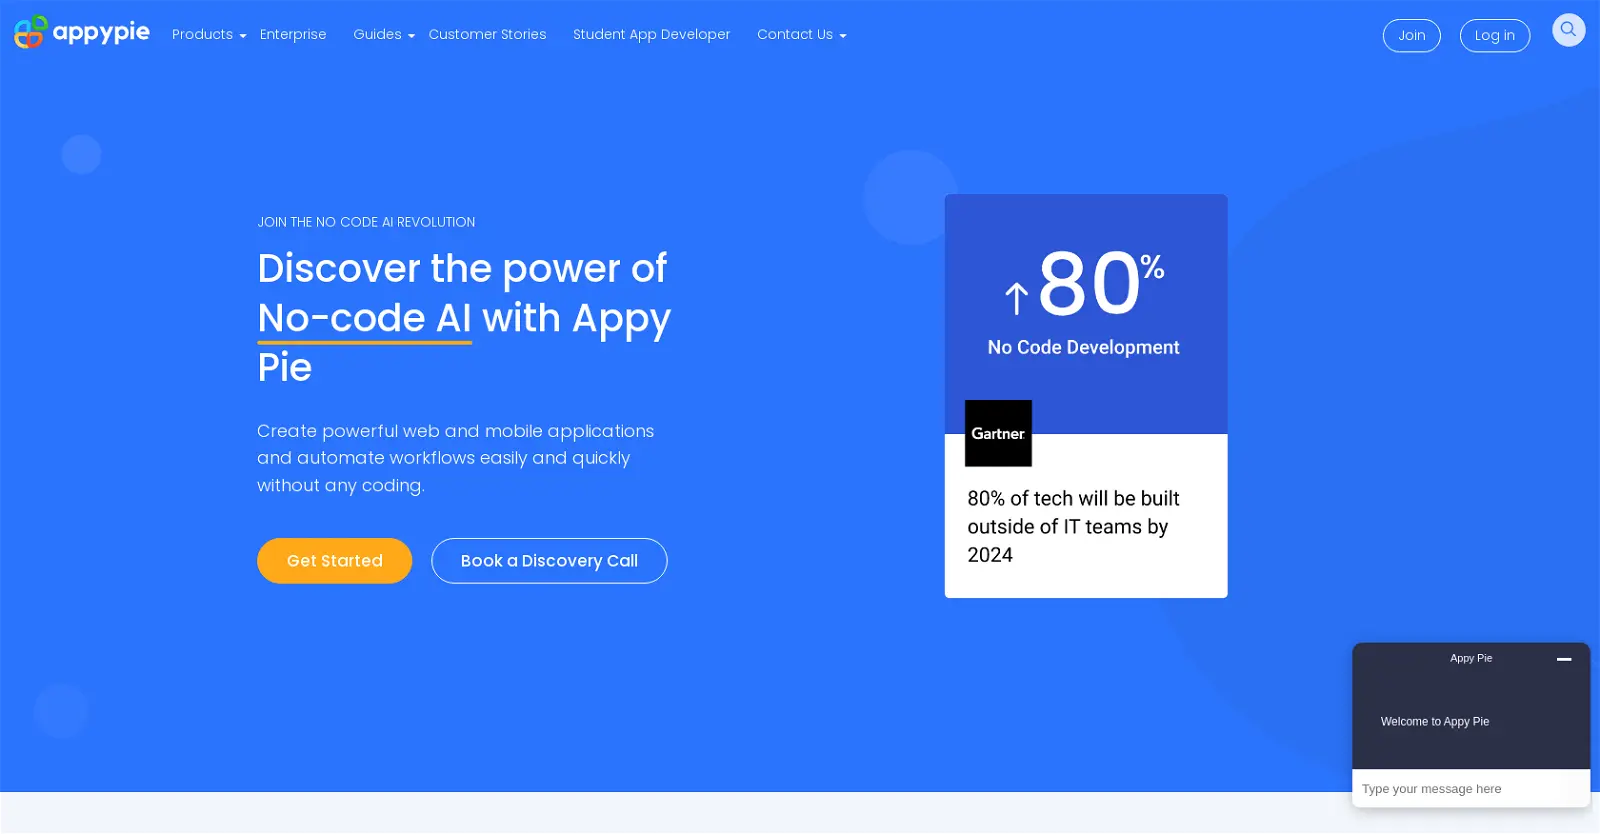 appypie
Products
Enterprise
Guides
Customer Stories
Student App Developer
Contact Us
Join
Log in
JOIN THE NO CODE AI REVOLUTION
Discover the power of
No-code AI with Appy
Pie
Create powerful web and mobile applications
and automate workflows easily and quickly
without any coding.
Get Started
Book a Discovery Call
↑80%
No Code Development
Gartner
80% of tech will be built
outside of IT teams by
2024
Appy Pie
Welcome to Appy Pie
Type your message here